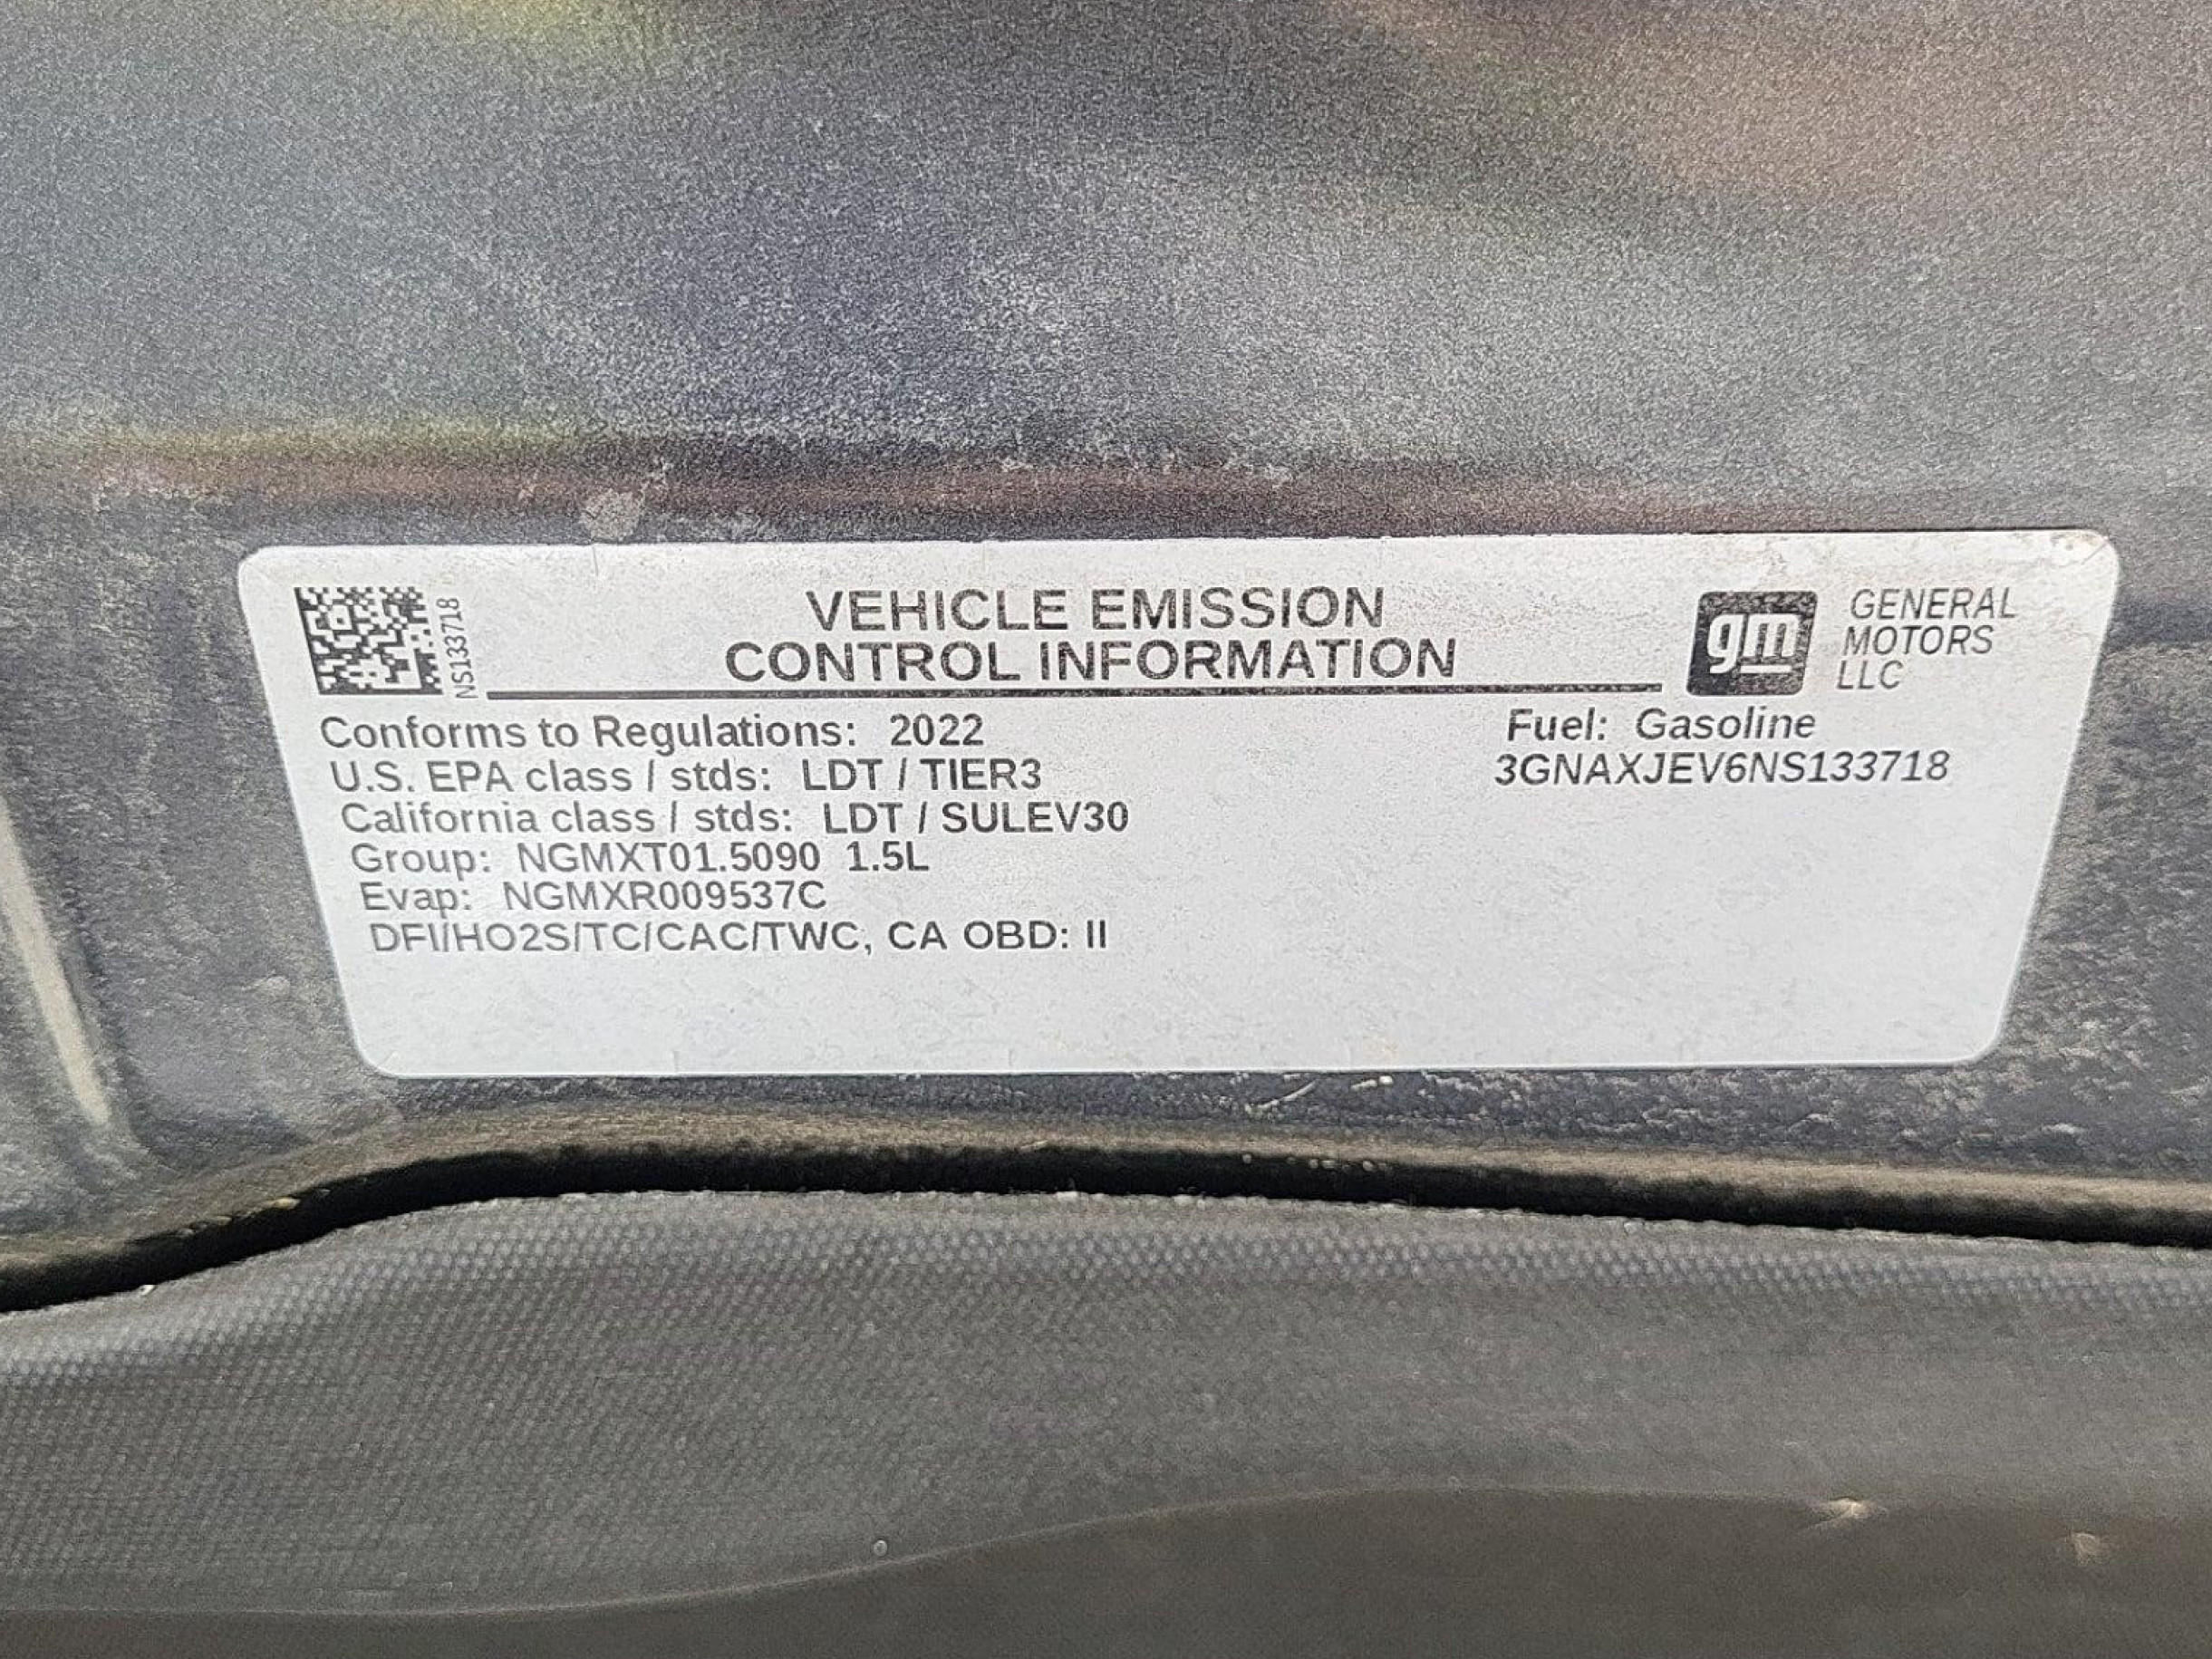 NS133718
VEHICLE EMISSION
CONTROL INFORMATION
gm
GENERAL
MOTORS
LLC
Conforms to Regulations: 2022
U.S. EPA class / stds: LDT / TIER3
California class / stds: LDT / SULEV30
Group: NGMXT01.5090 1.5L
Evap: NGMXR009537C
DFI/HO2S/TC/CAC/TWC, CA OBD: II
Fuel: Gasoline
3GNAXJEV6NS133718